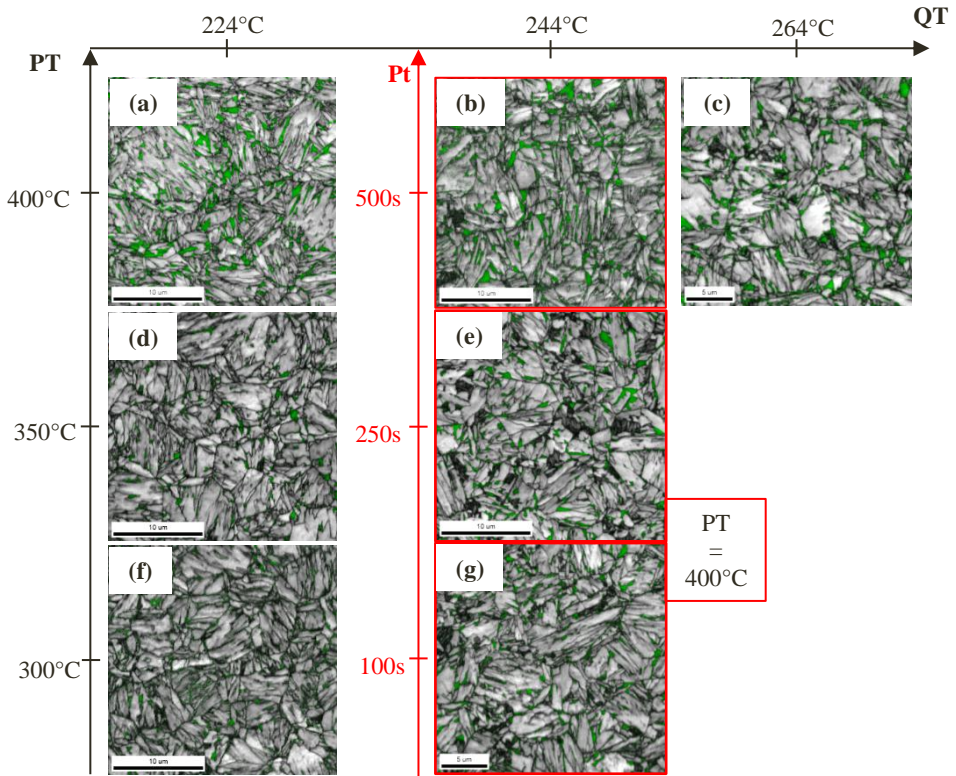 QT
224°C
244°C
264°C
PT
Pt
(a)
(b)
(c)
400°C
500s
10 um
10 um
5 um
(d)
(e)
350°C
250s
10 um
10 um
PT
=
400°C
(f)
(g)
300°C
100s
10 um
5 um